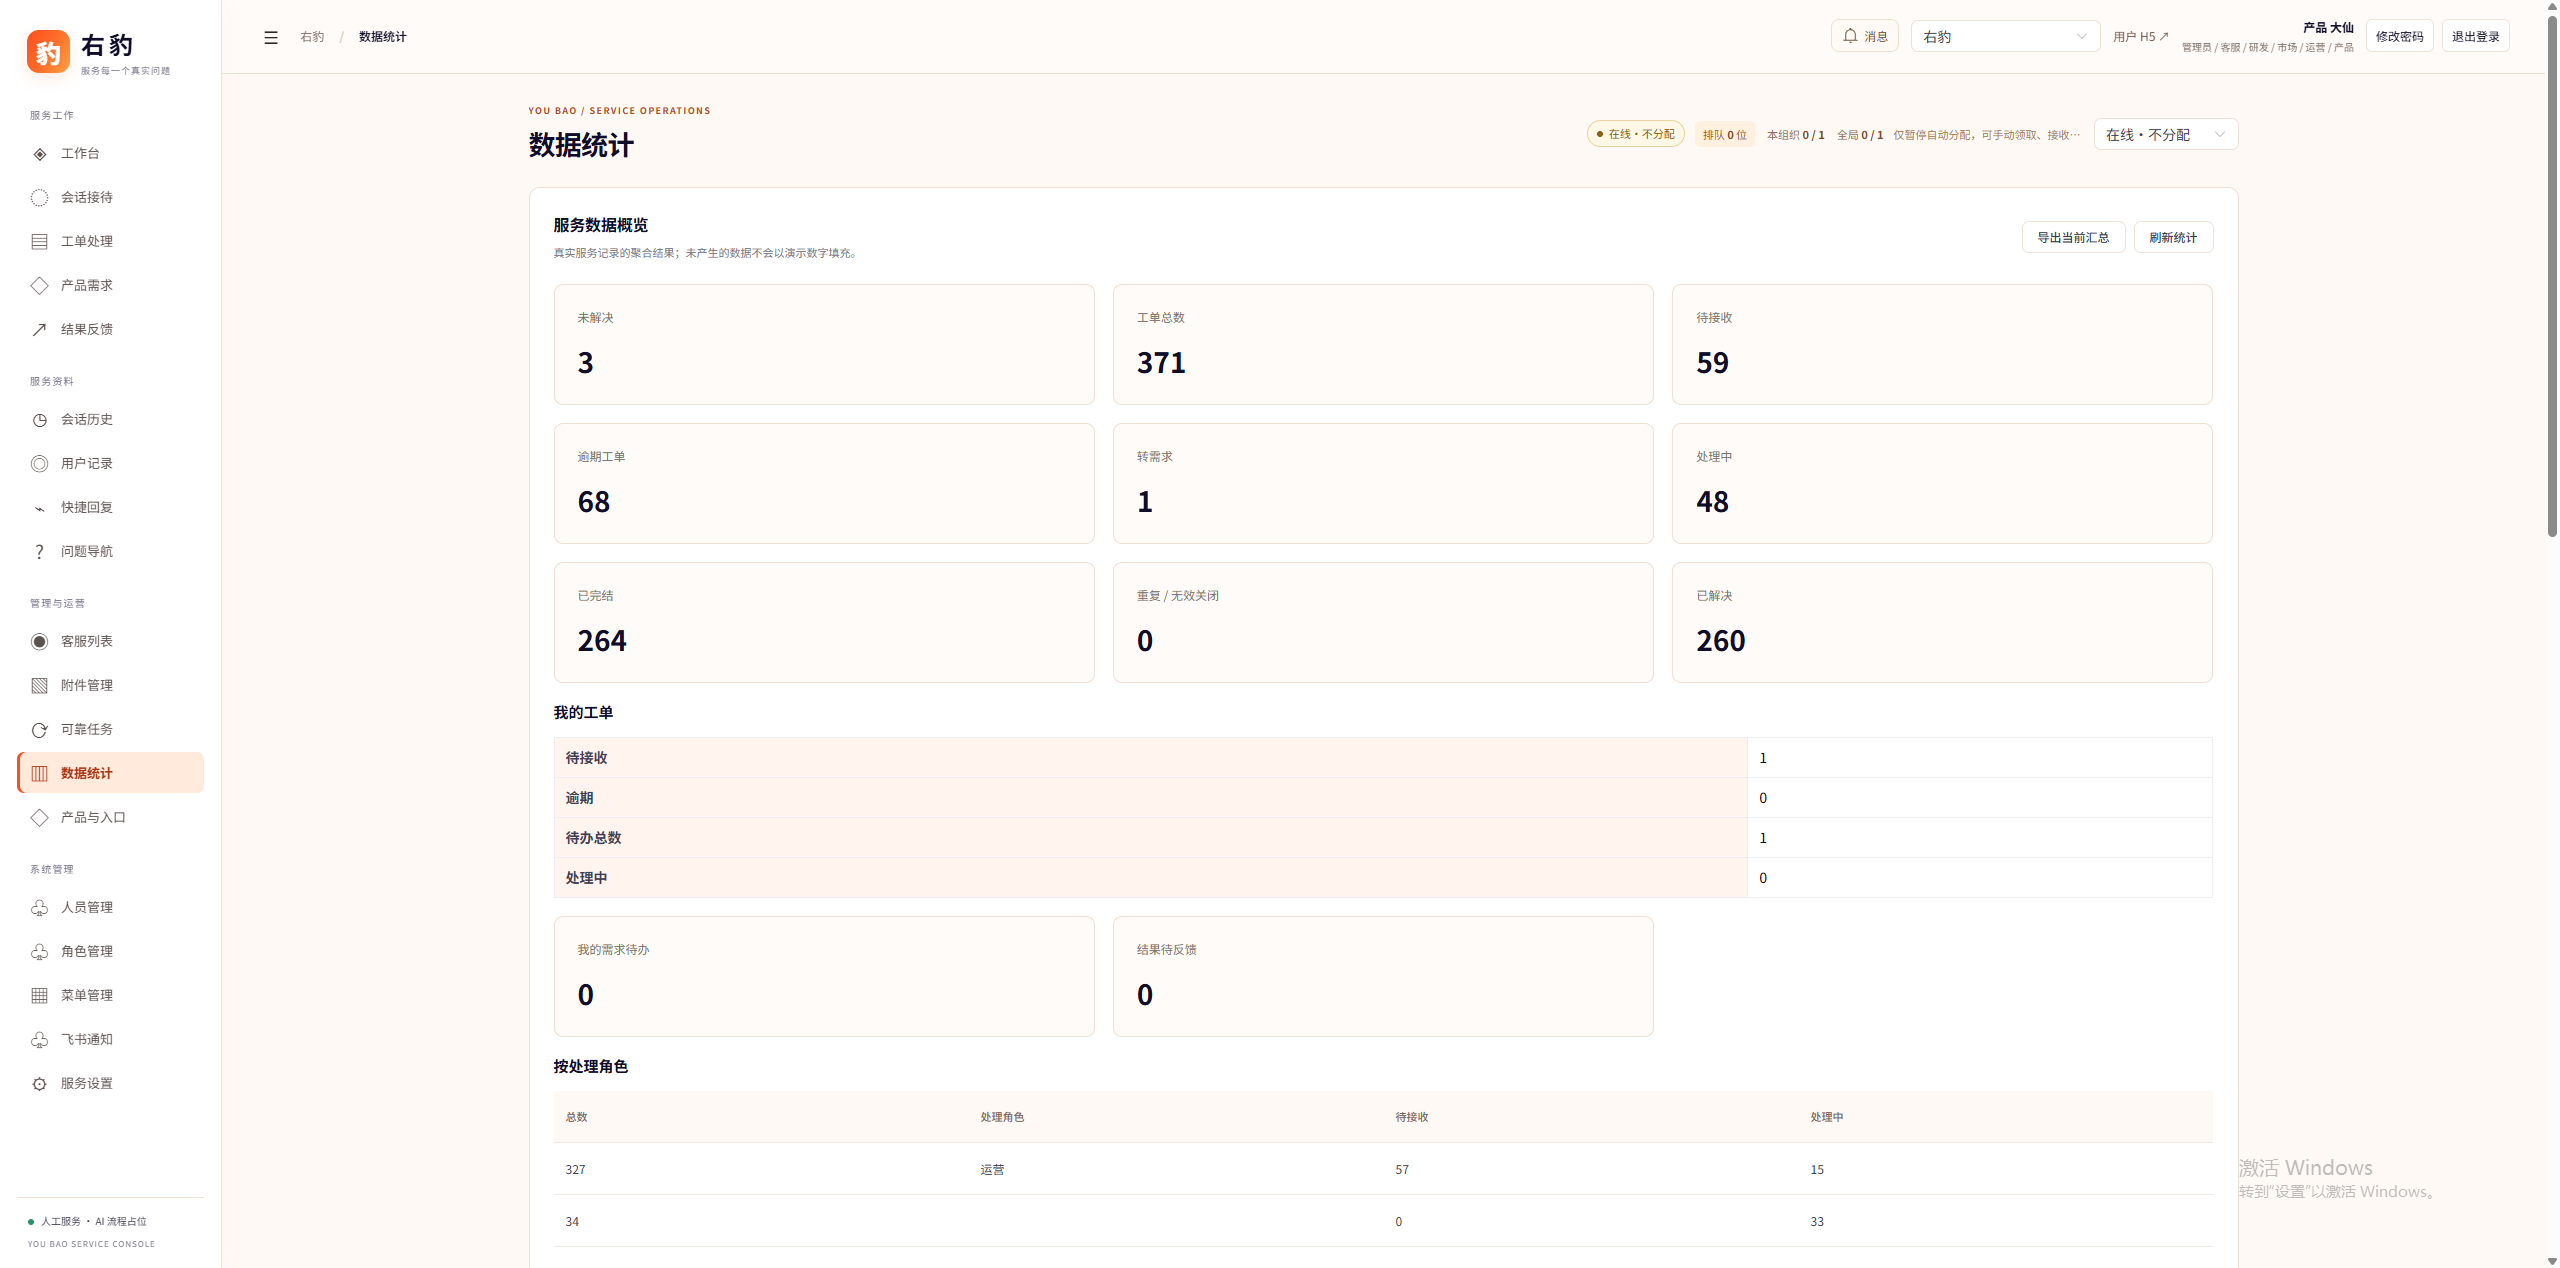 豹
右豹
服务每一个真实问题
服务工作
工作台
会话接待
工单处理
产品需求
结果反馈
服务资料
会话历史
用户记录
快捷回复
? 问题导航
管理与运营
客服列表
附件管理
可靠任务
数据统计
产品与入口
系统管理
人员管理
角色管理
菜单管理
飞书通知
服务设置
人工服务 · AI 流程占位
YOU BAO SERVICE CONSOLE
右豹 / 数据统计
消息
右豹
用户 H5 ↗
产品 大仙
管理员 / 客服 / 研发 / 市场 / 运营 / 产品
修改密码
退出登录
YOU BAO / SERVICE OPERATIONS
数据统计
在线 · 不分配
排队 0 位
本组织 0 / 1
全局 0 / 1
仅暂停自动分配，可手动领取、接收…
在线 · 不分配
服务数据概览
真实服务记录的聚合结果；未产生的数据不会以演示数字填充。
导出当前汇总
刷新统计
未解决
3
工单总数
371
待接收
59
逾期工单
68
转需求
1
处理中
48
已完结
264
重复 / 无效关闭
0
已解决
260
我的工单
待接收 1
逾期 0
待办总数 1
处理中 0
我的需求待办
0
结果待反馈
0
按处理角色
总数 处理角色 待接收 处理中
327 运营 57 15
34 0 33
激活 Windows
转到“设置”以激活 Windows。